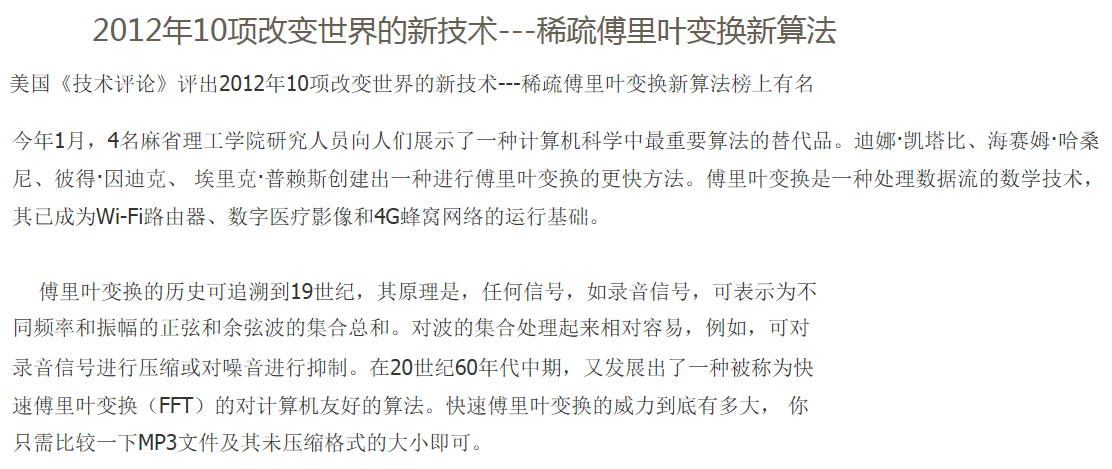 2012年10项改变世界的新技术---稀疏傅里叶变换新算法
美国《技术评论》评出2012年10项改变世界的新技术---稀疏傅里叶变换新算法榜上有名
今年1月，4名麻省理工学院研究人员向人们展示了一种计算机科学中最重要算法的替代品。迪娜·凯塔比、海赛姆·哈桑
尼、彼得·因迪克、 埃里克·普赖斯创建出一种进行傅里叶变换的更快方法。傅里叶变换是一种处理数据流的数学技术，
其已成为Wi-Fi路由器、数字医疗影像和4G蜂窝网络的运行基础。
傅里叶变换的历史可追溯到19世纪，其原理是，任何信号，如录音信号，可表示为不
同频率和振幅的正弦和余弦波的集合总和。对波的集合处理起来相对容易，例如，可对
录音信号进行压缩或对噪音进行抑制。在20世纪60年代中期，又发展出了一种被称为快
速傅里叶变换（FFT）的对计算机友好的算法。快速傅里叶变换的威力到底有多大， 你
只需比较一下MP3文件及其未压缩格式的大小即可。